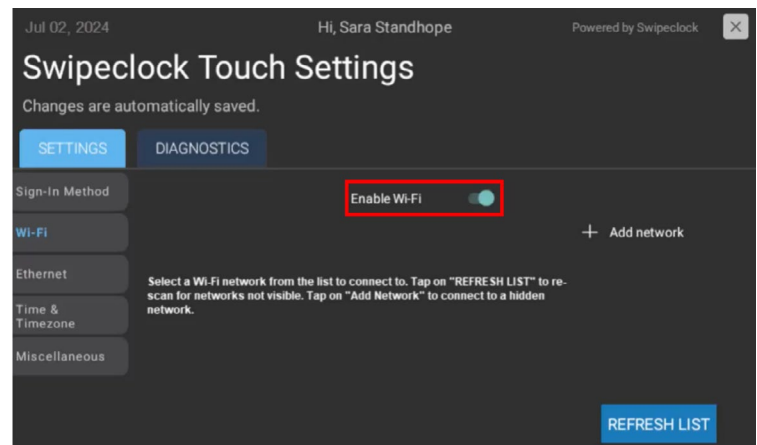 Jul 02, 2024
Hi, Sara Standhope
Powered by Swipeclock
Swipeclock Touch Settings
Changes are automatically saved.
SETTINGS
DIAGNOSTICS
Sign-In Method
Enable Wi-Fi
Wi-Fi
+ Add network
Ethernet
Select a Wi-Fi network from the list to connect to. Tap on "REFRESH LIST" to re-
scan for networks not visible. Tap on "Add Network" to connect to a hidden
network.
Time &
Timezone
Miscellaneous
REFRESH LIST